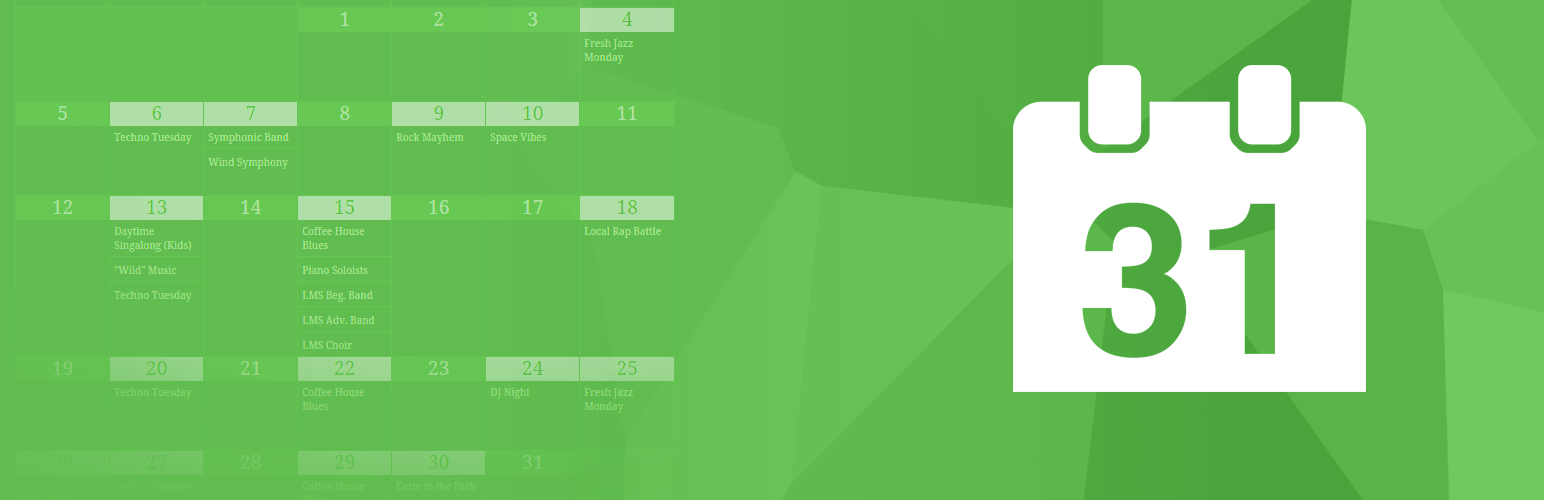 1 2 3 4
Fresh Jazz
Monday
5 6 7 8 9 10 11
Techno Tuesday Symphonic Band Rock Mayhem Space Vibes
Wind Symphony
12 13 14 15 16 17 18
Daytime Coffee House Local Rap Battle
Singalong (Kids) Blues
"Wild" Music Piano Soloists
Techno Tuesday LMS Beg. Band
LMS Adv. Band
LMS Choir
19 20 21 22 23 24 25
Techno Tuesday Coffee House DJ Night Fresh Jazz
Blues Monday
26 27 28 29 30 31
Techno Tuesday Coffee House Eerie in the Park
31